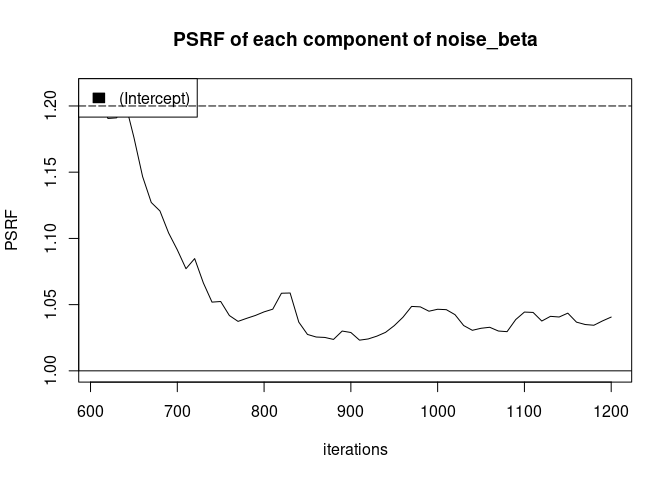 PSRF of each component of noise_beta
(Intercept)
PSRF
1.20
1.15
1.10
1.05
1.00
600 700 800 900 1000 1100 1200
iterations